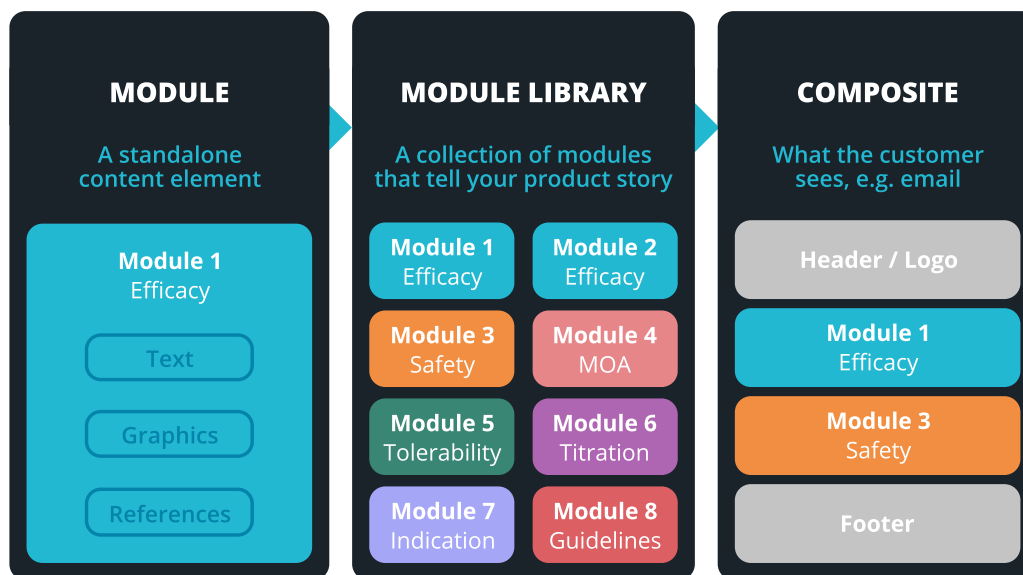 MODULE
A standalone
content element
Module 1
Efficacy
Text
Graphics
References
MODULE LIBRARY
A collection of modules
that tell your product story
Module 1
Efficacy
Module 2
Efficacy
Module 3
Safety
Module 4
MOA
Module 5
Tolerability
Module 6
Titration
Module 7
Indication
Module 8
Guidelines
COMPOSITE
What the customer
sees, e.g. email
Header / Logo
Module 1
Efficacy
Module 3
Safety
Footer